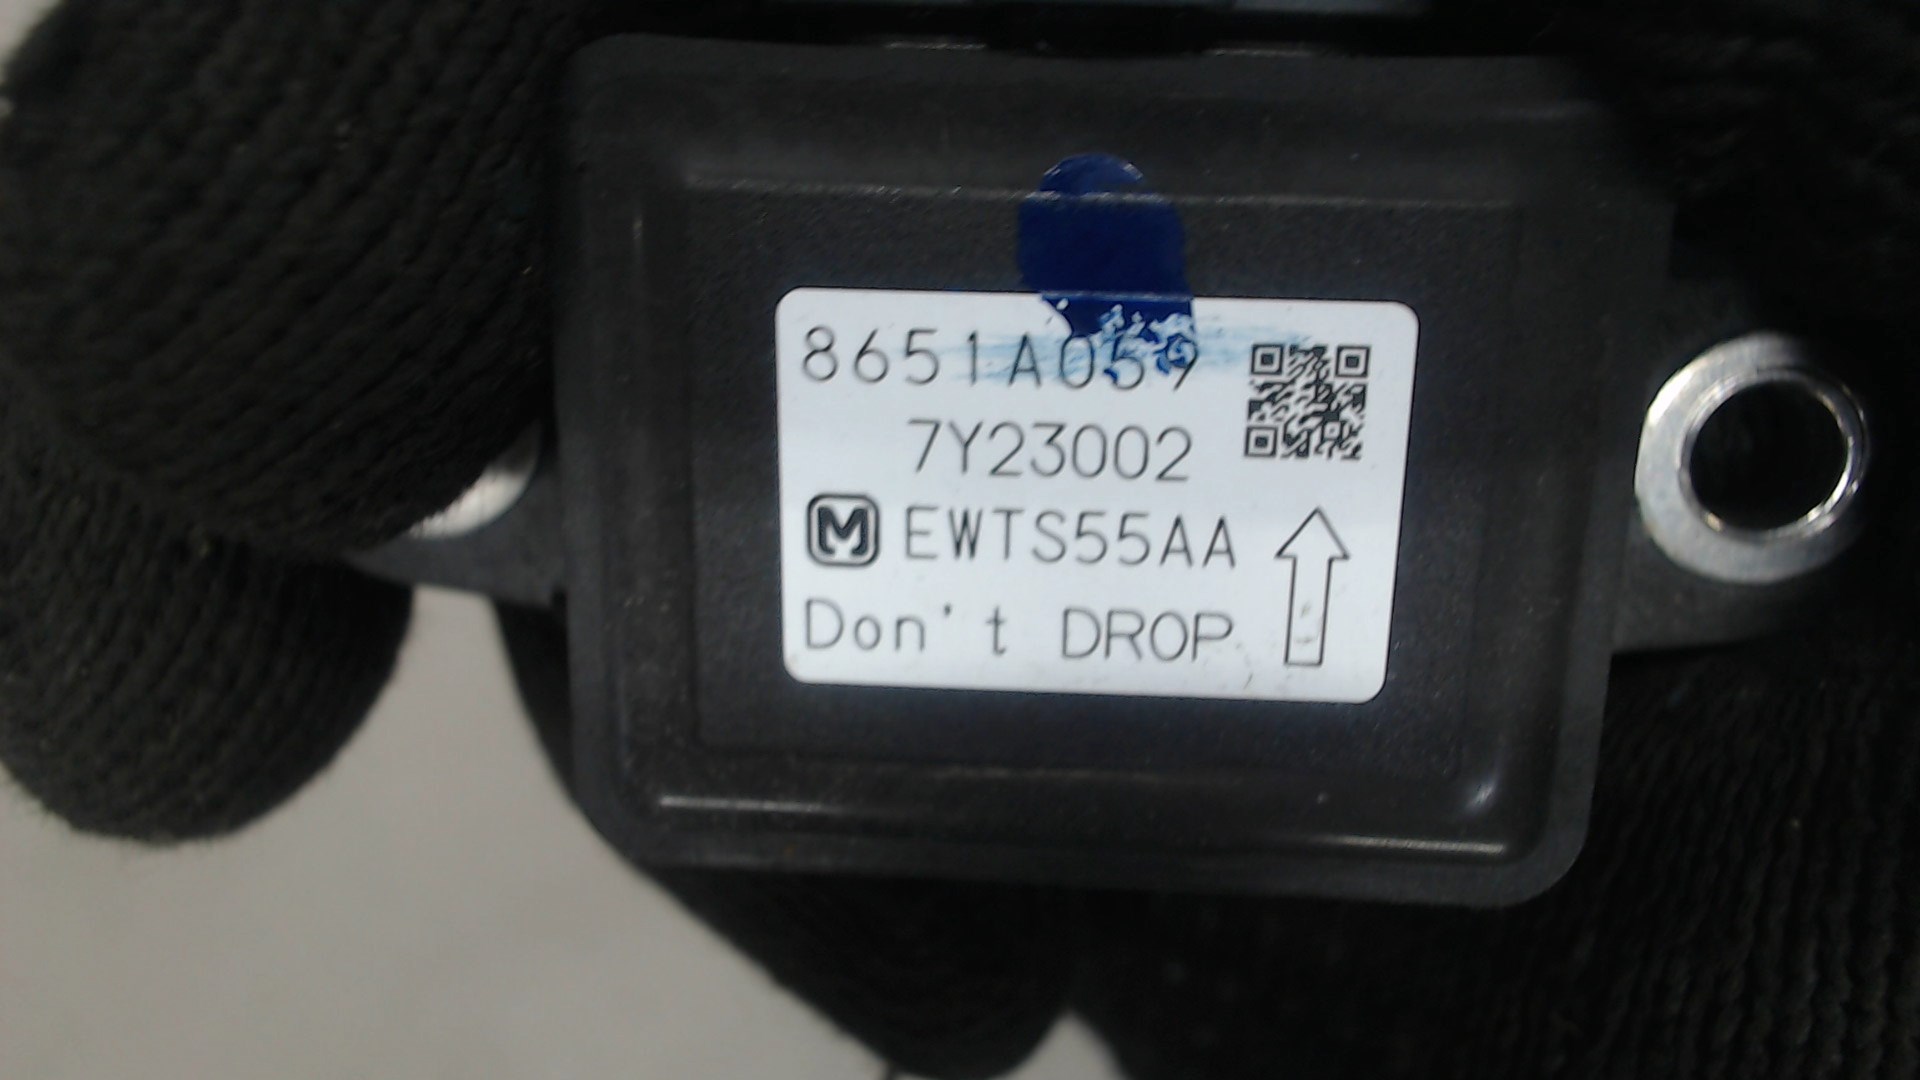 8651A059
7Y23002
M EWTS55AA
Don't DROP